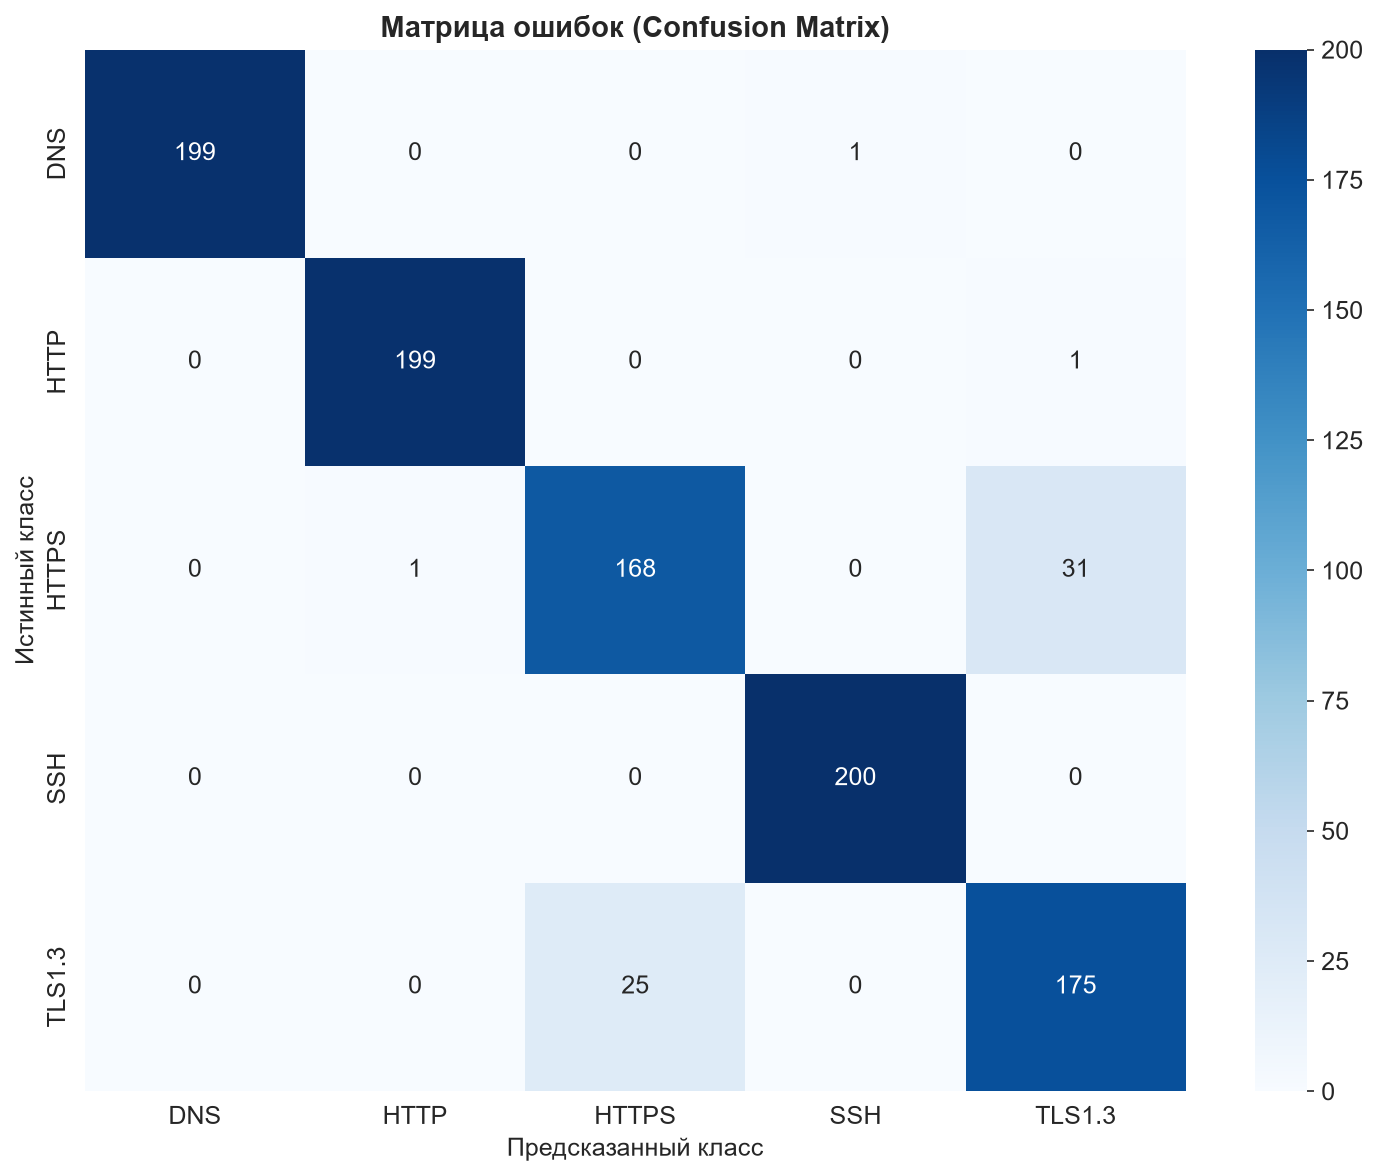 Матрица ошибок (Confusion Matrix)
DNS 199 0 0 1 0
HTTP 0 199 0 0 1
HTTPS 0 1 168 0 31
SSH 0 0 0 200 0
TLS1.3 0 0 25 0 175
Истинный класс
DNS HTTP HTTPS SSH TLS1.3
Предсказанный класс
200
175
150
125
100
75
50
25
0